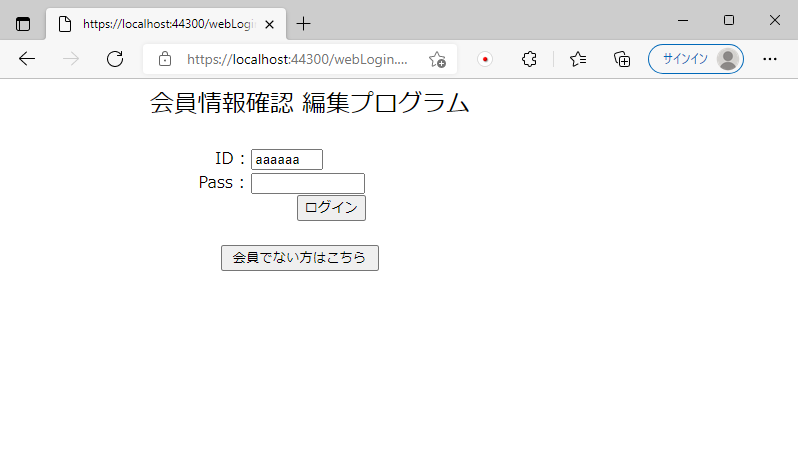 https://localhost:44300/webLogin
https://localhost:44300/webLogin....
サインイン
会員情報確認 編集プログラム
ID : aaaaaa
Pass :
ログイン
会員でない方はこちら